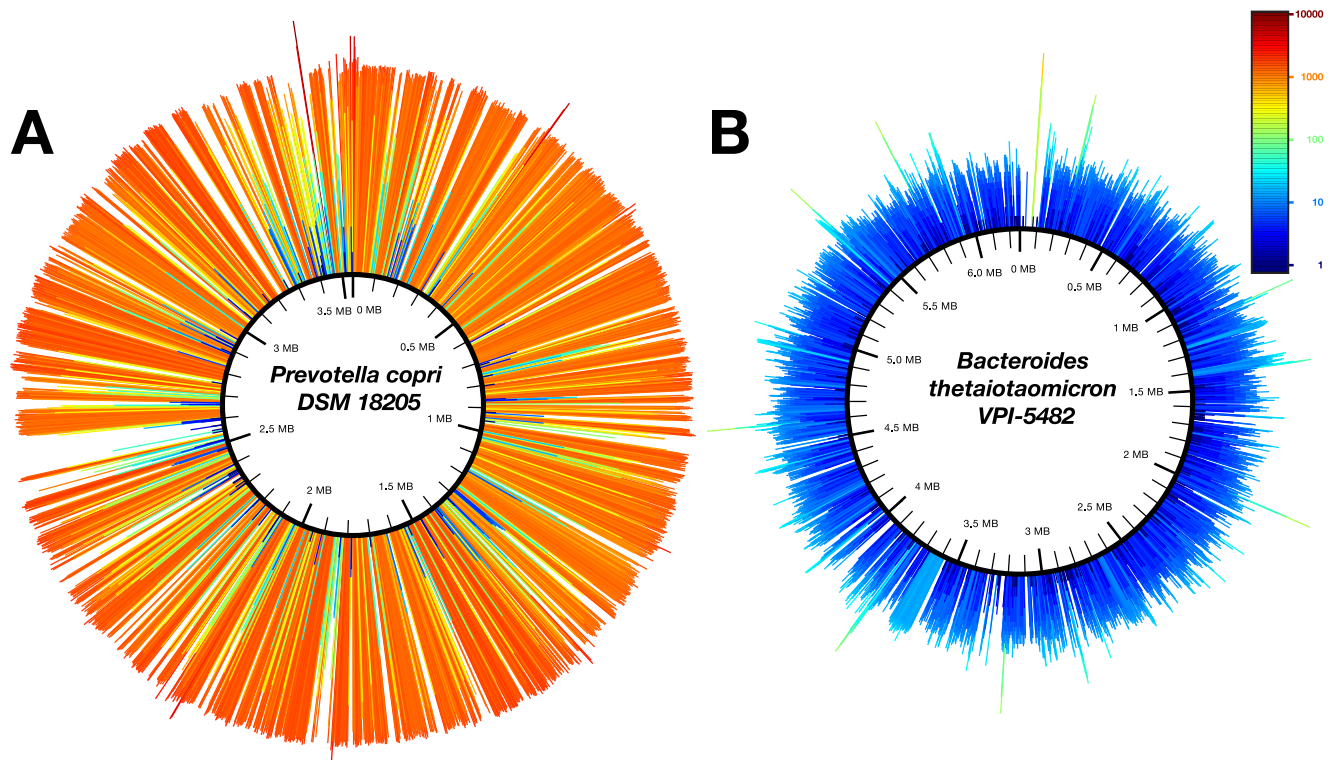 A
3.5 MB
0 MB
0.5 MB
1 MB
1.5 MB
2 MB
2.5 MB
3 MB
Prevotella copri
DSM 18205
B
6.0 MB
0 MB
0.5 MB
1 MB
1.5 MB
2 MB
2.5 MB
3 MB
3.5 MB
4 MB
4.5 MB
5.0 MB
5.5 MB
Bacteroides
thetaiotaomicron
VPI-5482
10000
1000
100
10
1